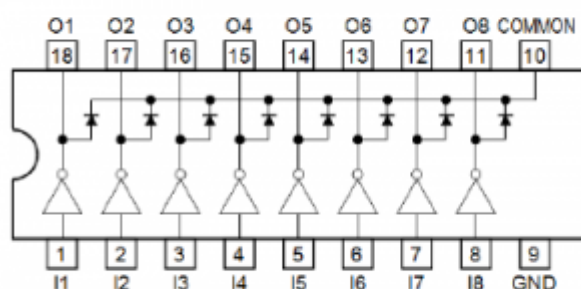 O1 O2 O3 O4 O5 O6 O7 O8 COMMON
18 17 16 15 14 13 12 11 10
1 2 3 4 5 6 7 8 9
I1 I2 I3 I4 I5 I6 I7 I8 GND